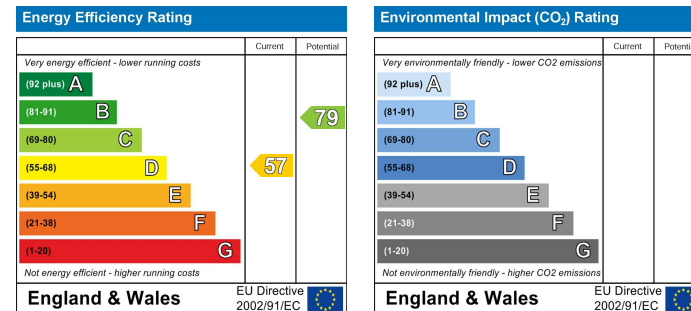 Energy Efficiency Rating
Current Potential
Very energy efficient - lower running costs
(92 plus) A
(81-91) B
79
(69-80) C
(55-68) D
57
(39-54) E
(21-38) F
(1-20) G
Not energy efficient - higher running costs
England & Wales
EU Directive
2002/91/EC
Environmental Impact (CO₂) Rating
Current Potenti
Very environmentally friendly - lower CO2 emissions
(92 plus) A
(81-91) B
(69-80) C
(55-68) D
(39-54) E
(21-38) F
(1-20) G
Not environmentally friendly - higher CO2 emissions
England & Wales
EU Directive
2002/91/EC